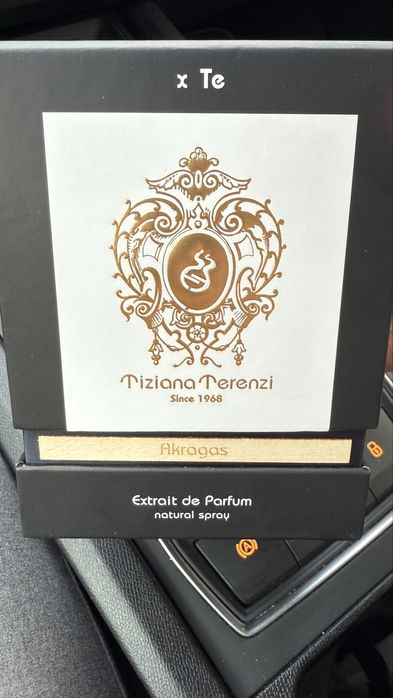 x Te
Tiziana Terenzi
Since 1968
Akragas
Extrait de Parfum
natural spray
A